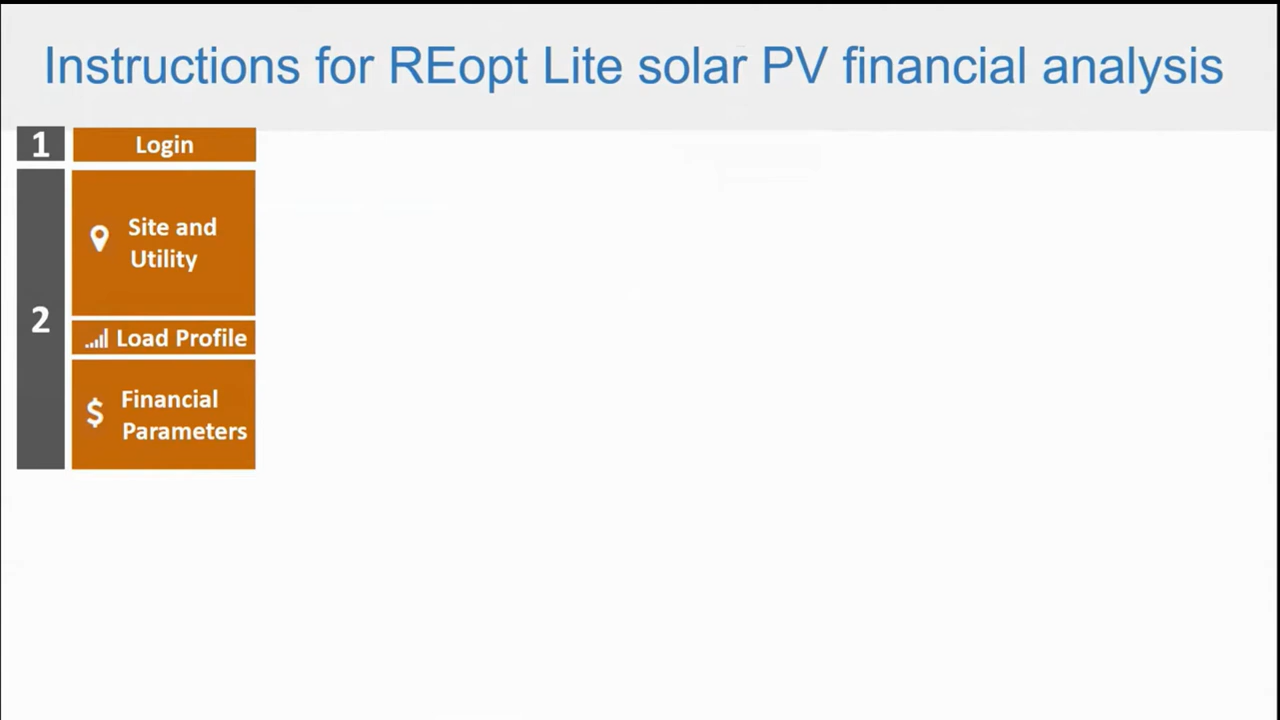 Instructions for REopt Lite solar PV financial analysis
1
Login
2
Site and
Utility
Load Profile
$
Financial
Parameters